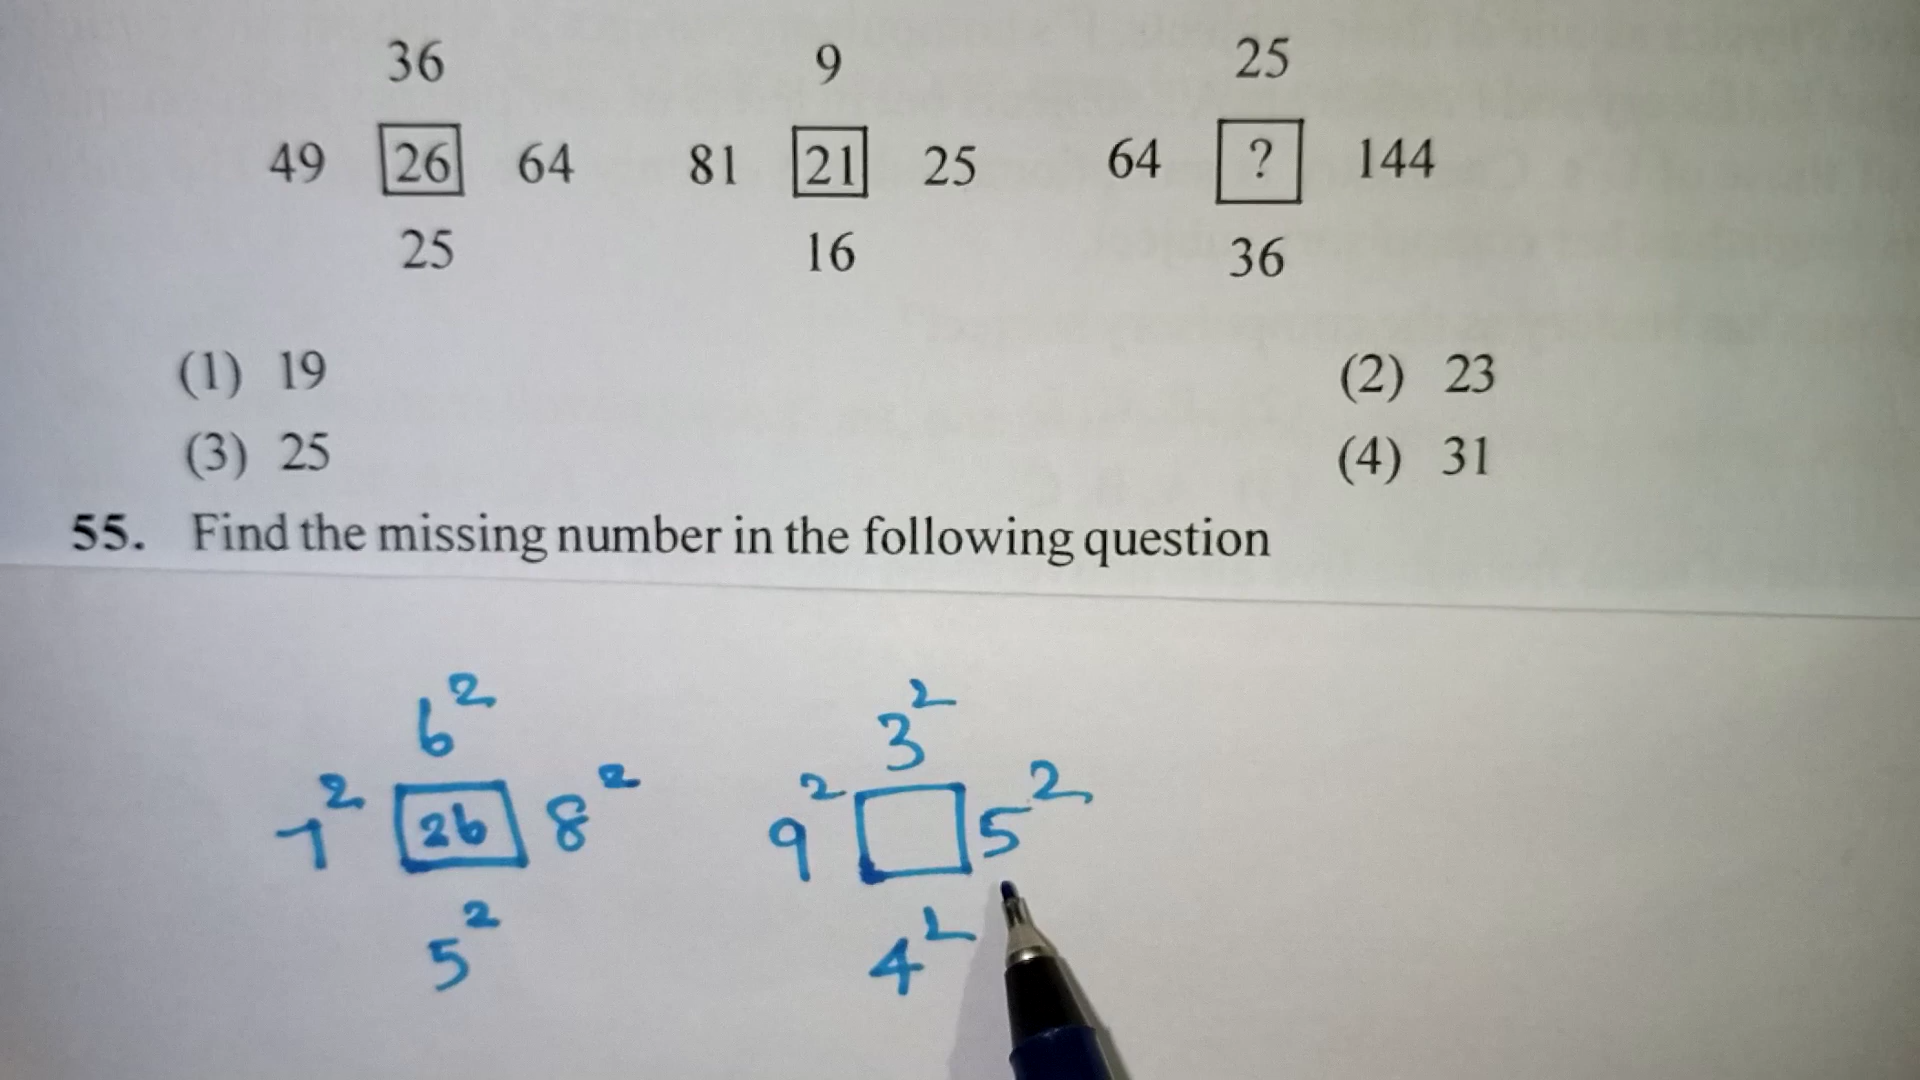 36 9 25
49 26 64 81 21 25 64 ? 144
25 16 36
(1) 19 (2) 23
(3) 25 (4) 31
55. Find the missing number in the following question
6² 3²
7² 26 8² 9² 5²
5² 4²